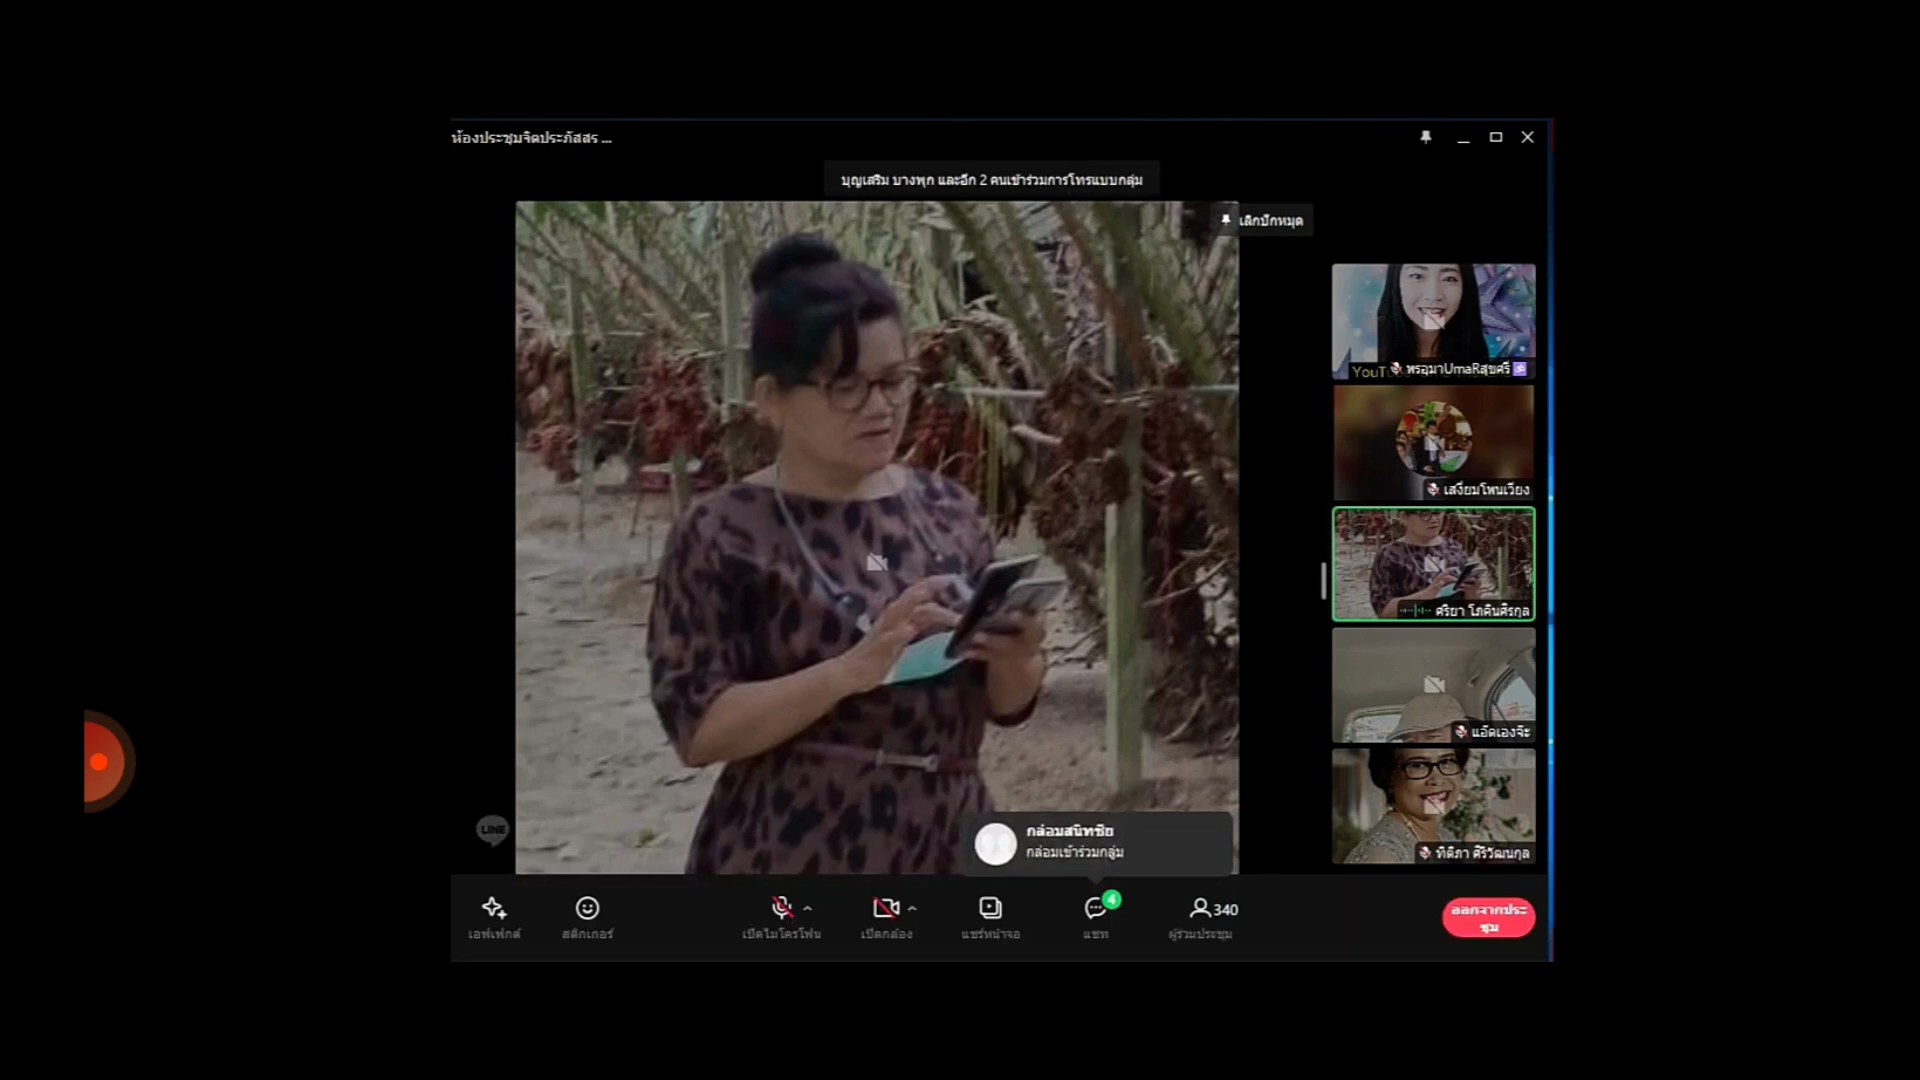 ห้องประชุมจิตประภัสสร ...
บุญเสริม บางพุก และอีก 2 คนเข้าร่วมการโทรแบบกลุ่ม
เลิกปักหมุด
YouT
พรอุมาUmaRสุขศรี
เสงี่ยมโพนเวียง
ศริยา โภคินศิรกุล
แอ๊ดเองจ๊ะ
ทิติภา ศิริวัฒนกุล
LINE
กล่อมสนิทชัย
กล่อมเข้าร่วมกลุ่ม
เอฟเฟกต์
สติกเกอร์
เปิดไมโครโฟน
เปิดกล้อง
แชร์หน้าจอ
4
แชท
340
ผู้ร่วมประชุม
ออกจากประ
ชุม